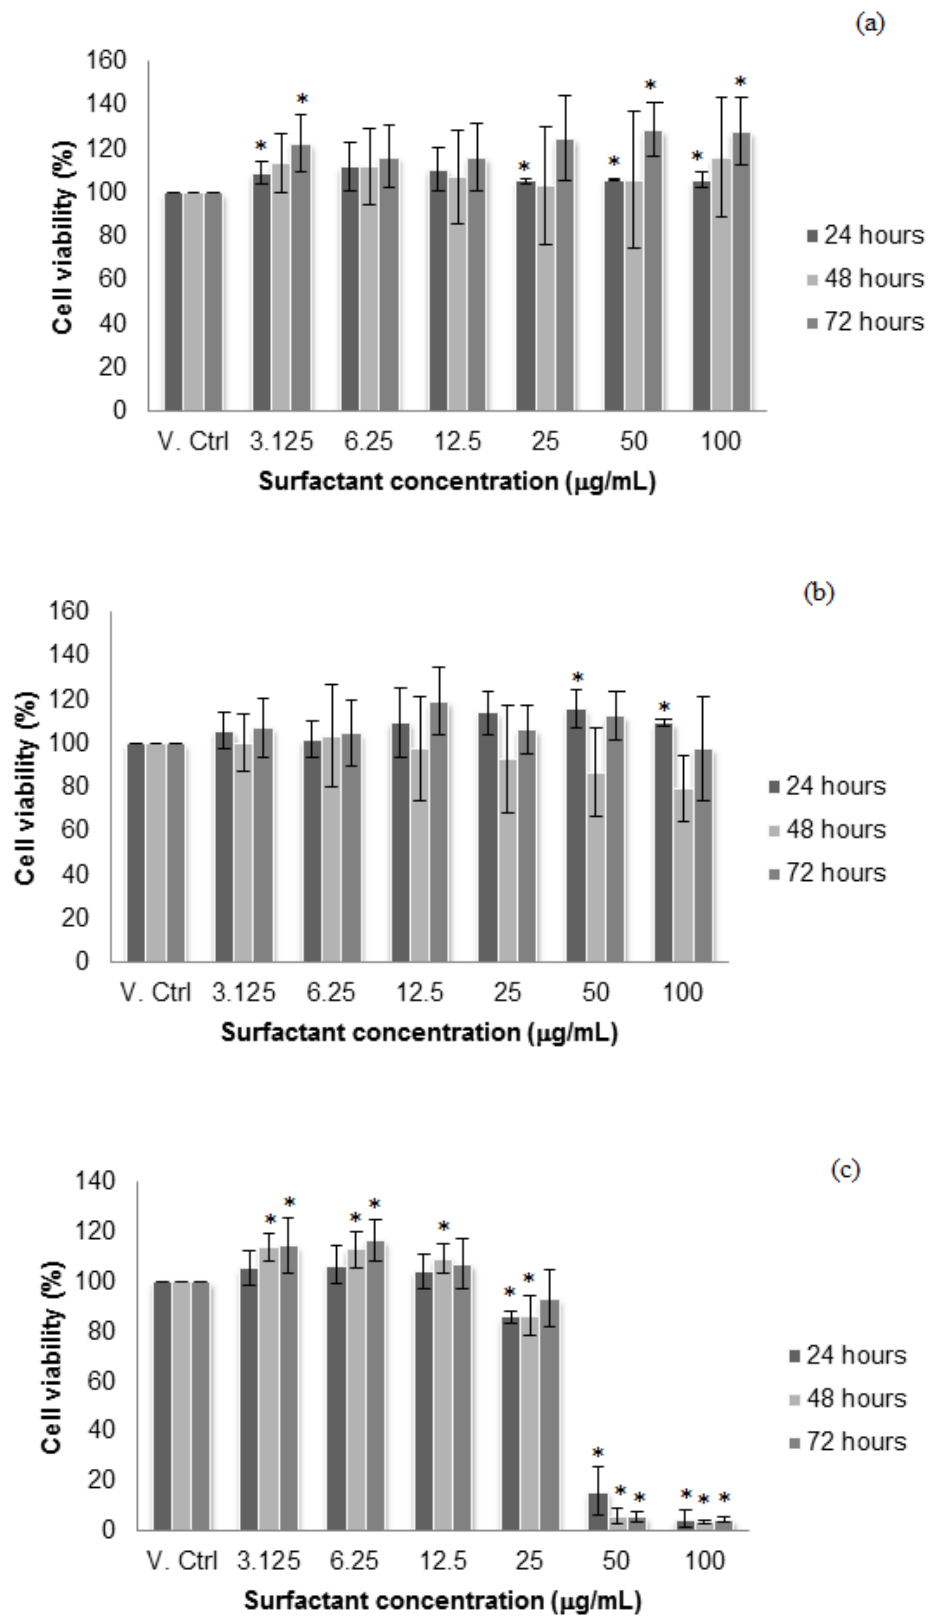 (a)
160
140
120
100
80
60
40
20
0
Cell viability (%)
* * * * * * *
V. Ctrl 3.125 6.25 12.5 25 50 100
Surfactant concentration (µg/mL)
24 hours
48 hours
72 hours
(b)
160
140
120
100
80
60
40
20
0
Cell viability (%)
* *
V. Ctrl 3.125 6.25 12.5 25 50 100
Surfactant concentration (µg/mL)
24 hours
48 hours
72 hours
(c)
140
120
100
80
60
40
20
0
Cell viability (%)
* * * * * * * * * * * * *
V. Ctrl 3.125 6.25 12.5 25 50 100
Surfactant concentration (µg/mL)
24 hours
48 hours
72 hours